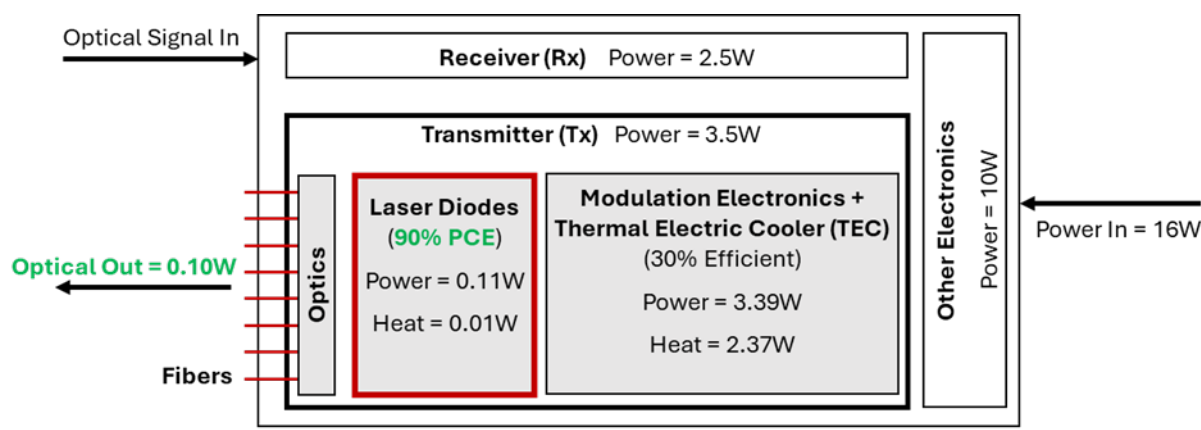 Optical Signal In
Receiver (Rx) Power = 2.5W
Transmitter (Tx) Power = 3.5W
Optical Out = 0.10W
Fibers
Optics
Laser Diodes
(90% PCE)
Power = 0.11W
Heat = 0.01W
Modulation Electronics +
Thermal Electric Cooler (TEC)
(30% Efficient)
Power = 3.39W
Heat = 2.37W
Other Electronics
Power = 10W
Power In = 16W